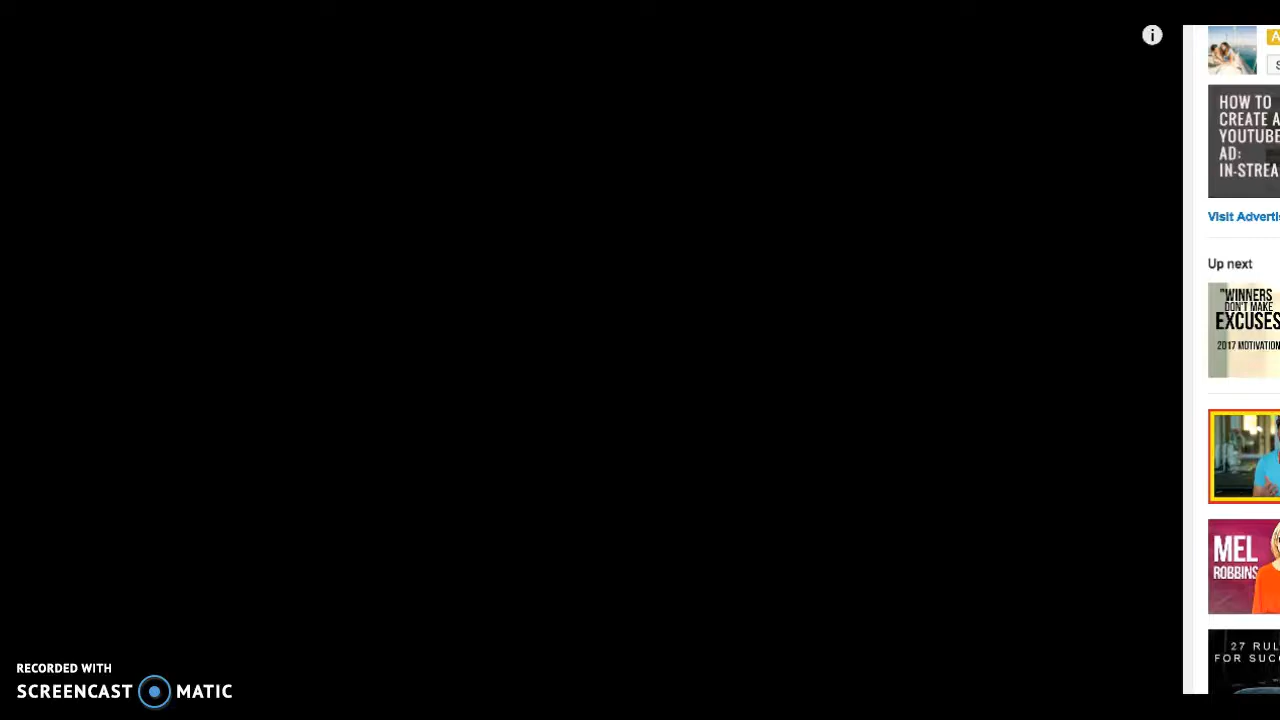 HOW TO
CREATE A
YOUTUBE
AD:
IN-STREA
Visit Adverti
Up next
"WINNERS
DON'T MAKE
EXCUSES
2017 MOTIVATION
MEL
ROBBINS
27 RUL
FOR SUCC
RECORDED WITH
SCREENCAST MATIC